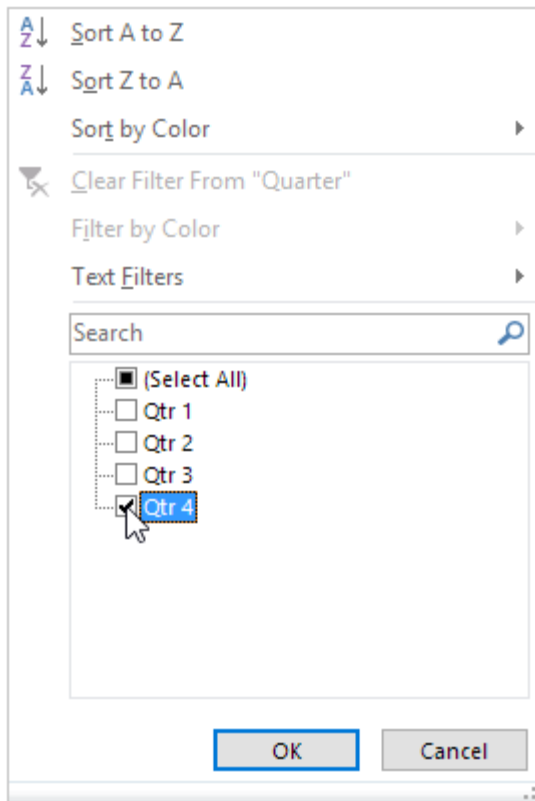 Sort A to Z
Sort Z to A
Sort by Color
Clear Filter From "Quarter"
Filter by Color
Text Filters
Search
(Select All)
Qtr 1
Qtr 2
Qtr 3
Qtr 4
OK Cancel